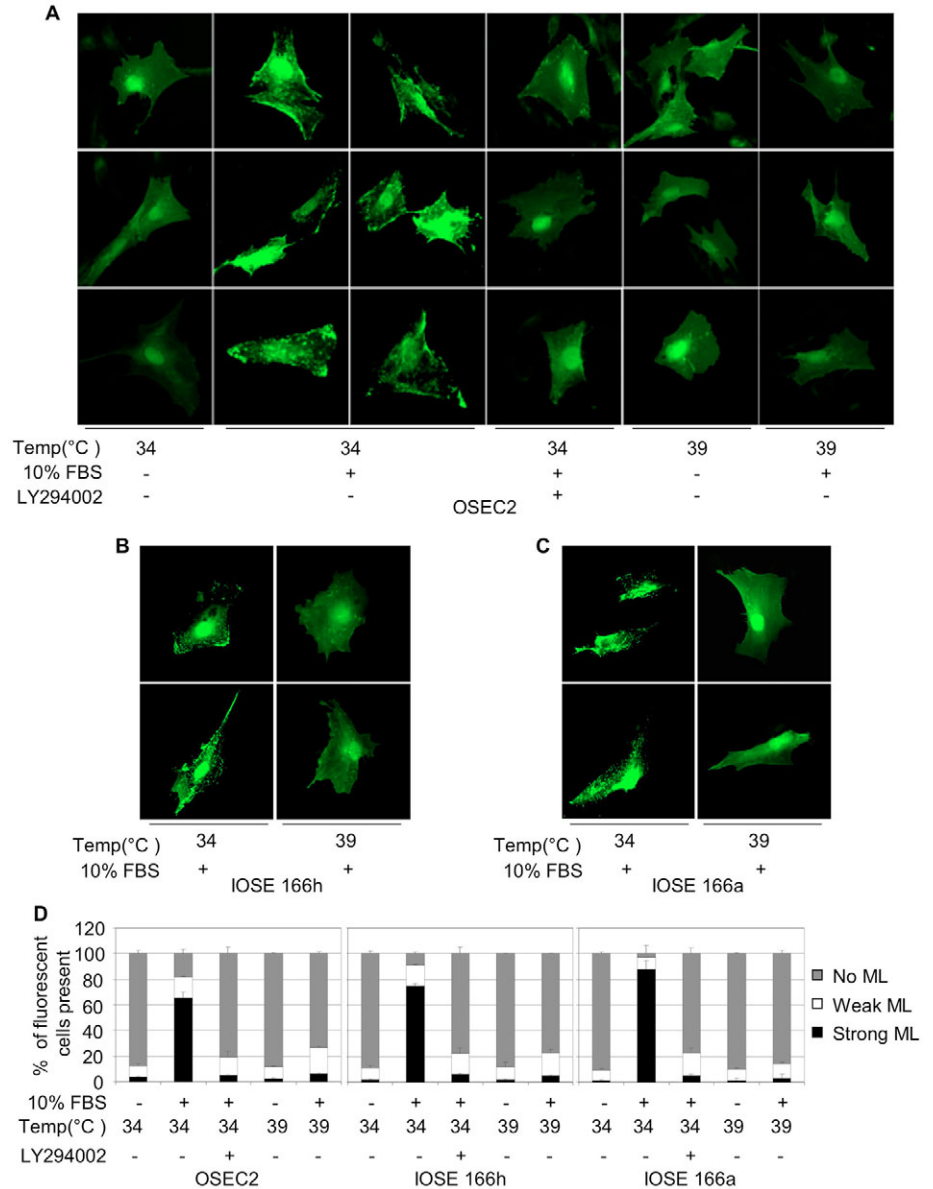 A
Temp(°C ) 34 34 34 39 39
10% FBS - + + - +
LY294002 - - + - -
OSEC2
B
Temp(°C ) 34 39
10% FBS + +
IOSE 166h
C
Temp(°C ) 34 39
10% FBS + +
IOSE 166a
D
% of fluorescent
cells present
120
100
80
60
40
20
0
No ML
Weak ML
Strong ML
10% FBS - + + - + - + + - + - + + - +
Temp(°C ) 34 34 34 39 39 34 34 34 39 39 34 34 34 39 39
LY294002 - - + - - - - + - - - - + - -
OSEC2 IOSE 166h IOSE 166a